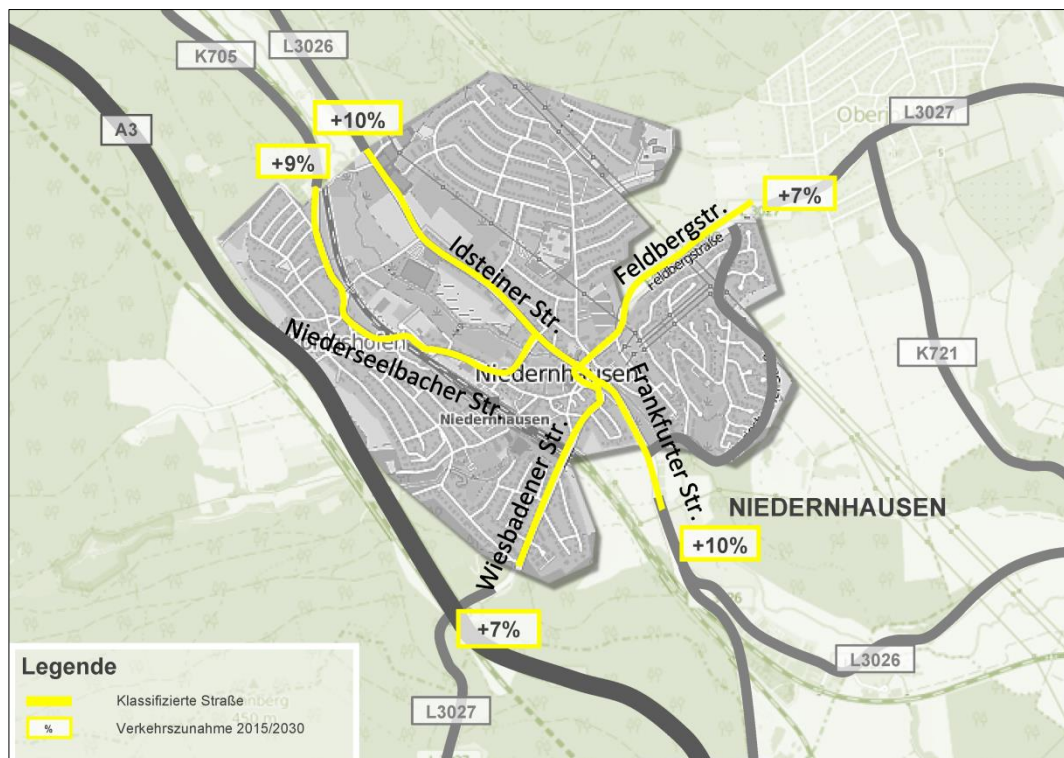 L3026
K705
+10%
L3027
Ober
A3
+9%
+7%
Feldbergstr.
Feldbergstraße
Idsteiner Str.
Niederseelbacher Str.
Niedernhausen
K721
Frankfurter Str.
Niedernhausen
Wiesbadener Str.
NIEDERNHAUSEN
+10%
+7%
L3026
Legende
Klassifizierte Straße
L3027
450 m
% Verkehrszunahme 2015/2030